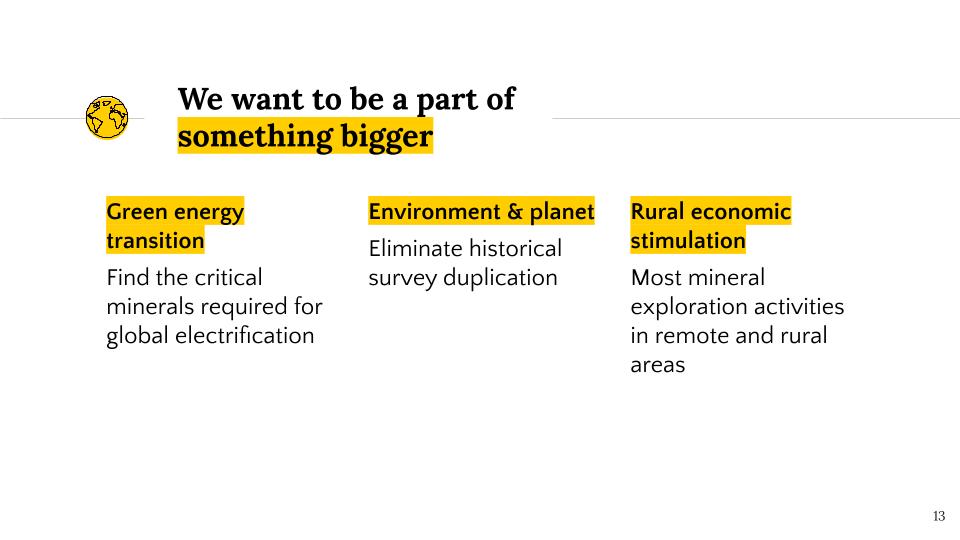 We want to be a part of
something bigger
Green energy
transition
Find the critical
minerals required for
global electrification
Environment & planet
Eliminate historical
survey duplication
Rural economic
stimulation
Most mineral
exploration activities
in remote and rural
areas
13